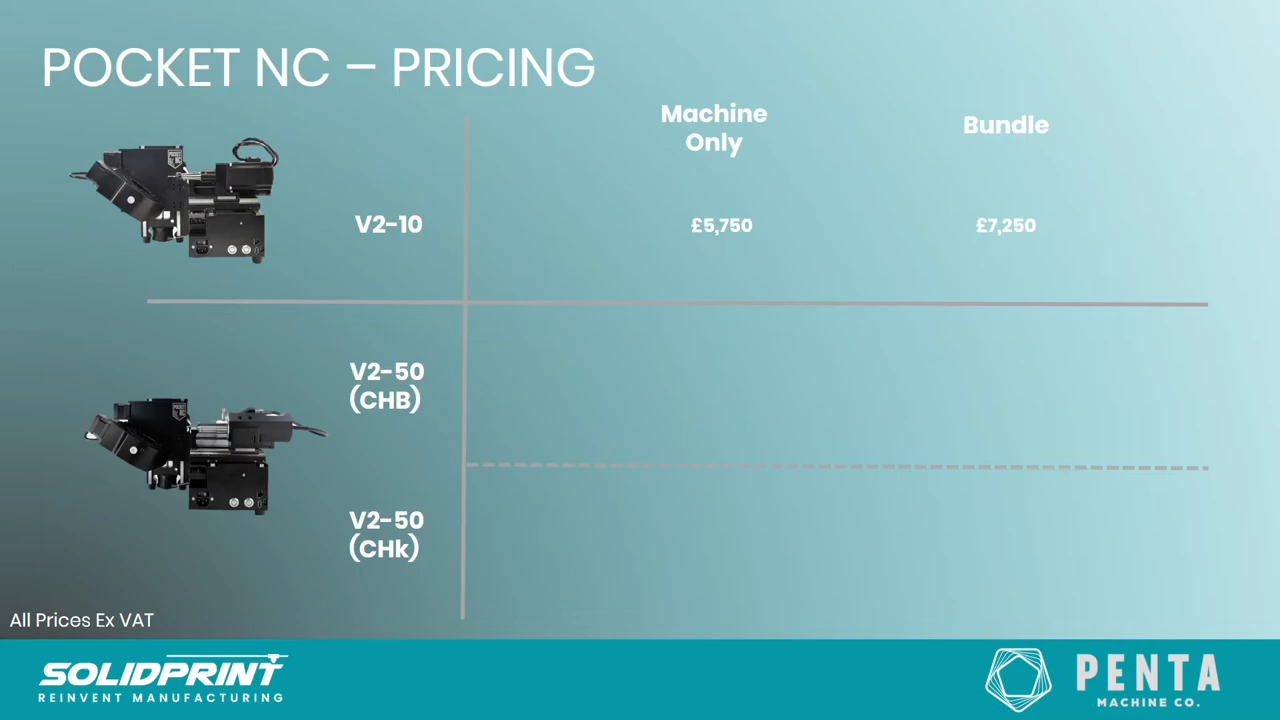 POCKET NC – PRICING
Machine
Only
Bundle
V2-10
£5,750
£7,250
V2-50
(CHB)
V2-50
(CHk)
All Prices Ex VAT
SOLIDPRINT
REINVENT MANUFACTURING
PENTA
MACHINE CO.